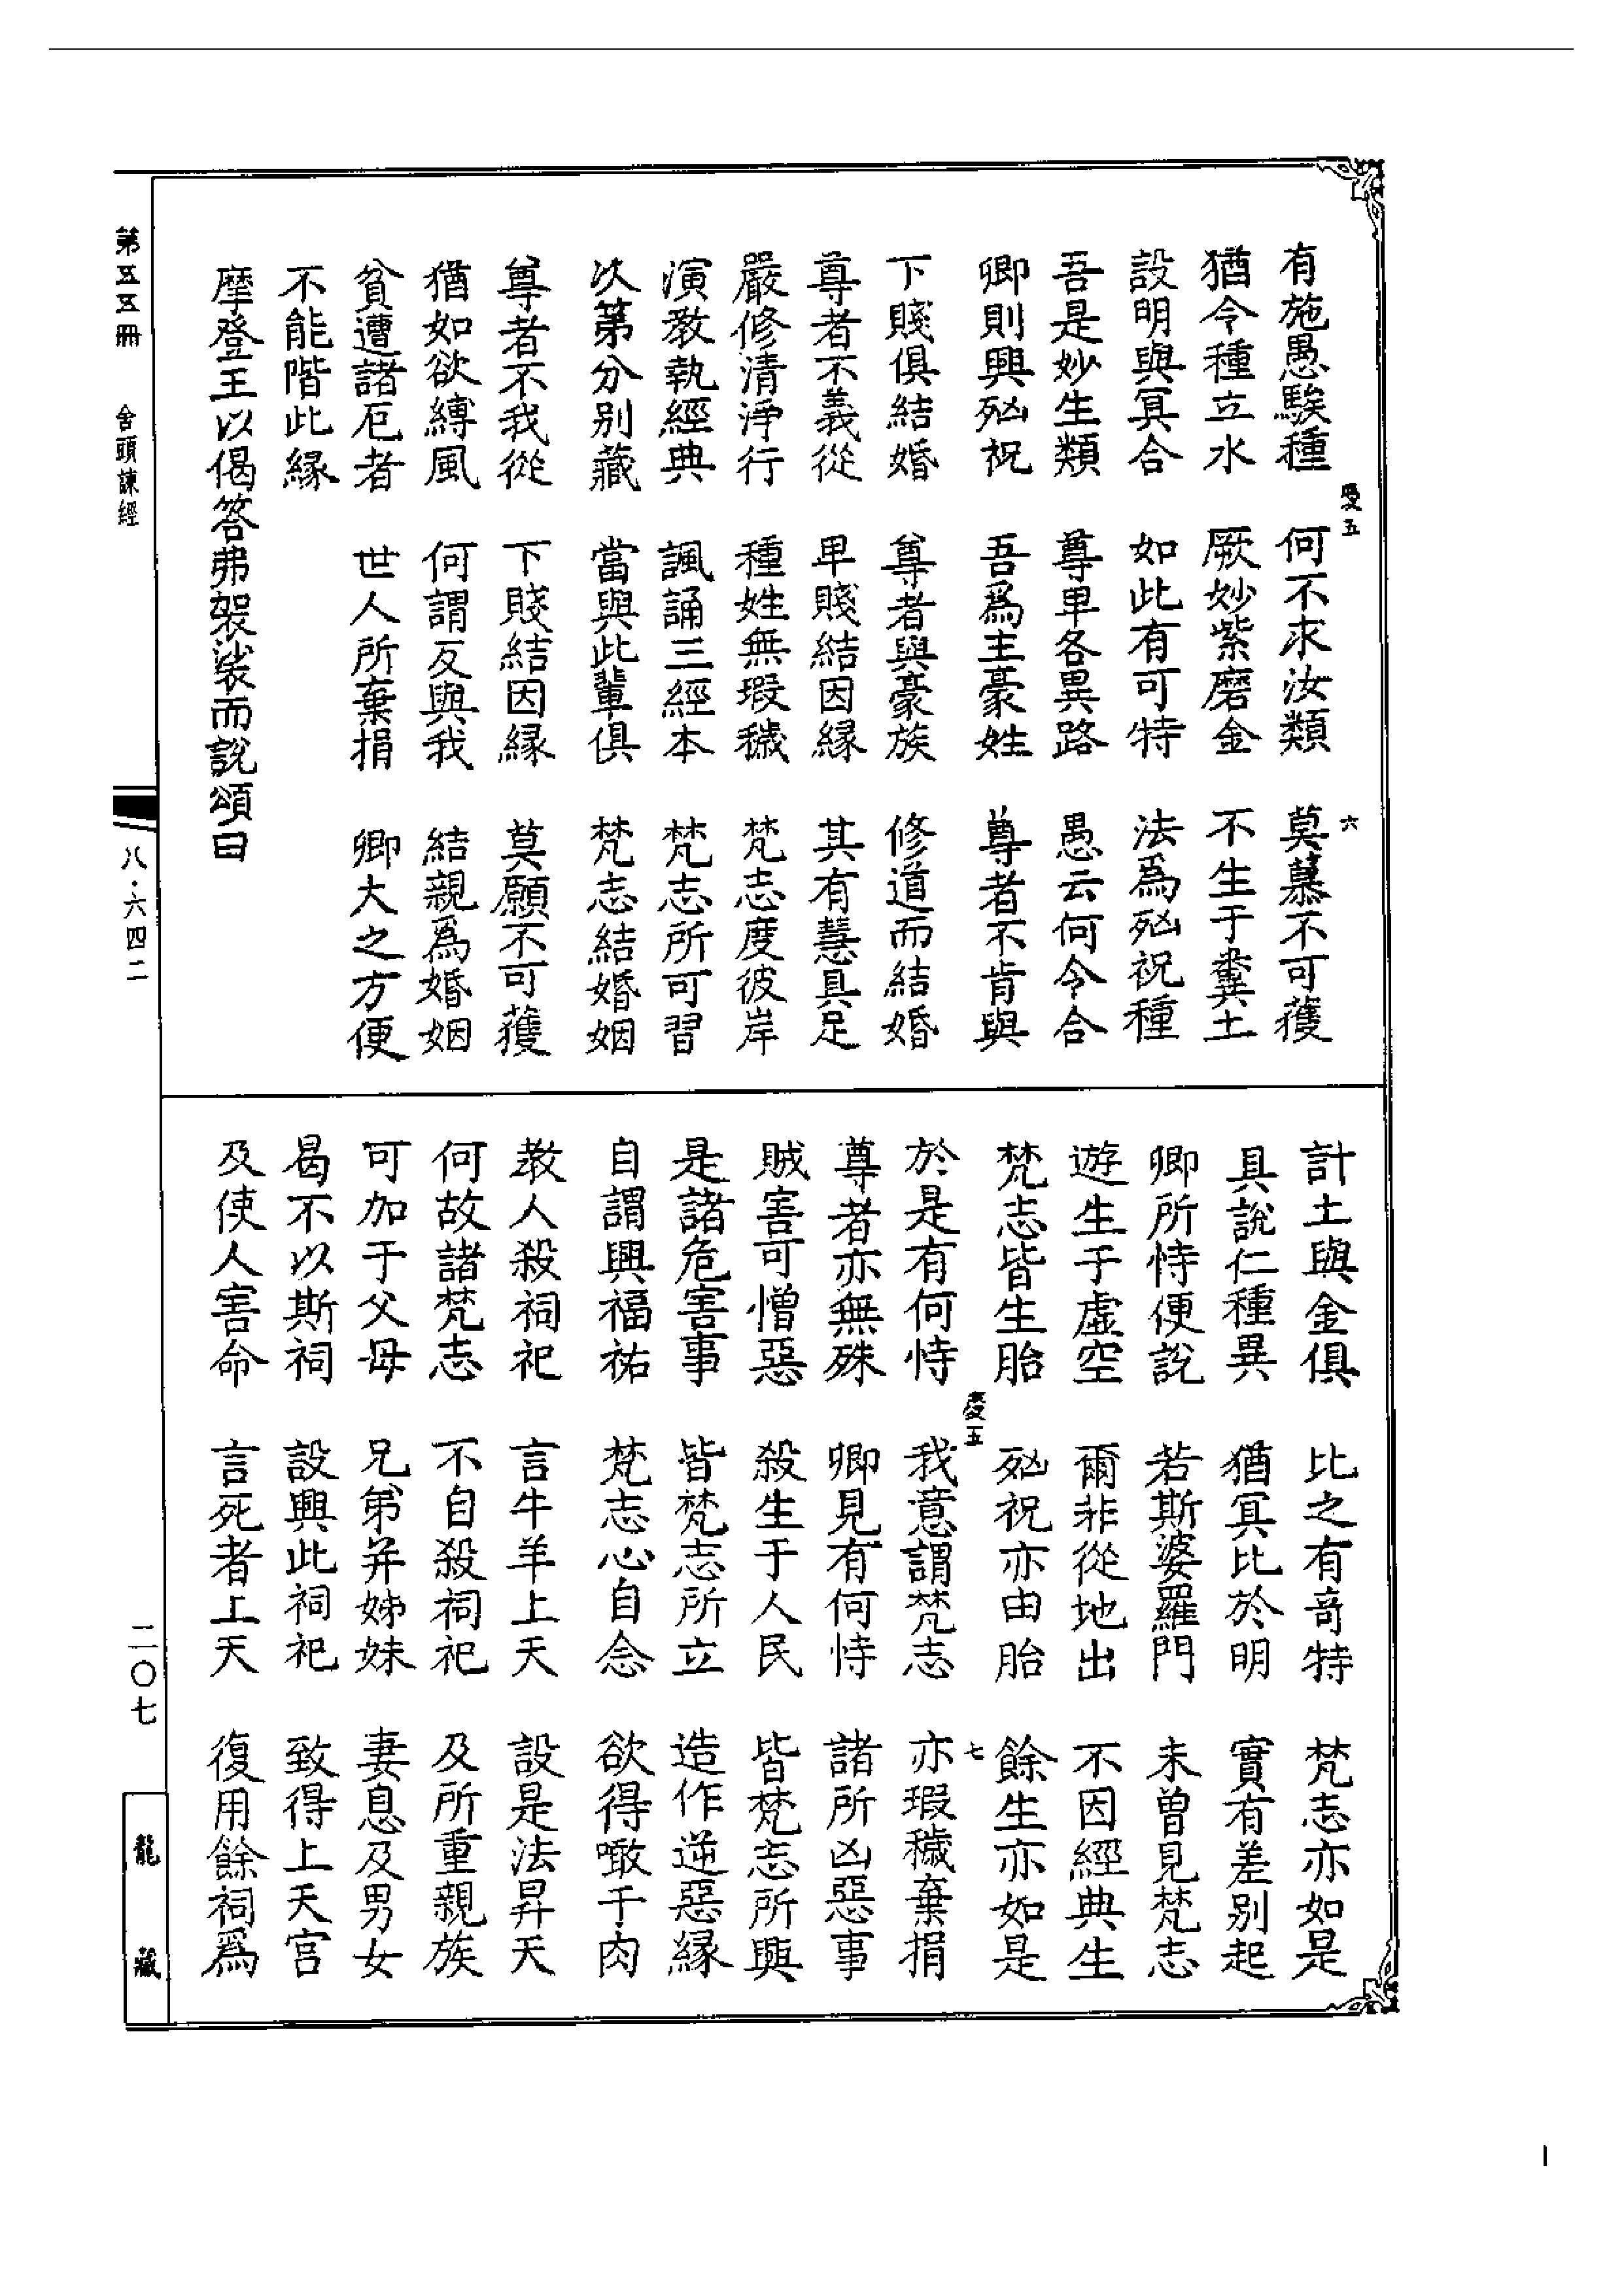 有施愚騃種　何不求汝類　莫慕不可獲
猶令種立水　厥妙紫磨金　不生于糞土
設明與冥合　如此有可特　法為兇祝種
吾是妙生類　尊卑各異路　愚云何令合
卿則興兇祝　吾為主豪姓　尊者不肯與
下賤俱結婚　尊者與豪族　修道而結婚
尊者不義從　卑賤結因緣　其有慧具足
嚴修清淨行　種姓無瑕穢　梵志度彼岸
演教執經典　諷誦三經本　梵志所可習
次第分別藏　當與此輩俱　梵志結婚姻
尊者不我從　下賤結因緣　莫願不可獲
猶如欲縛風　何謂反與我　結親為婚姻
貧遭諸厄者　世人所棄捐　卿大之方便
不能階此緣
摩登王以偈答弗袈裟而說頌曰
慶五
六
計土與金俱　比之有奇特　梵志亦如是
具說仁種異　猶冥比於明　實有差別起
卿所恃便說　若斯婆羅門　未曾見梵志
遊生于虛空　爾非從地出　不因經典生
梵志皆生胎　兇祝亦由胎　餘生亦如是
慶五
七
於是有何恃　我意謂梵志　亦瑕穢棄捐
尊者亦無殊　卿見有何恃　諸所凶惡事
賊害可憎惡　殺生于人民　皆梵志所興
是諸危害事　皆梵志所立　造作逆惡緣
自謂興福祐　梵志心自念　欲得噉于肉
教人殺祠祀　言牛羊上天　設是法昇天
何故諸梵志　不自殺祠祀　及所重親族
可加于父母　兄弟并姊妹　妻息及男女
曷不以斯祠　設興此祠祀　致得上天宮
及使人害命　言死者上天　復用餘祠為
第五五冊　舍頭諫經
八·六四二
二〇七
龍藏